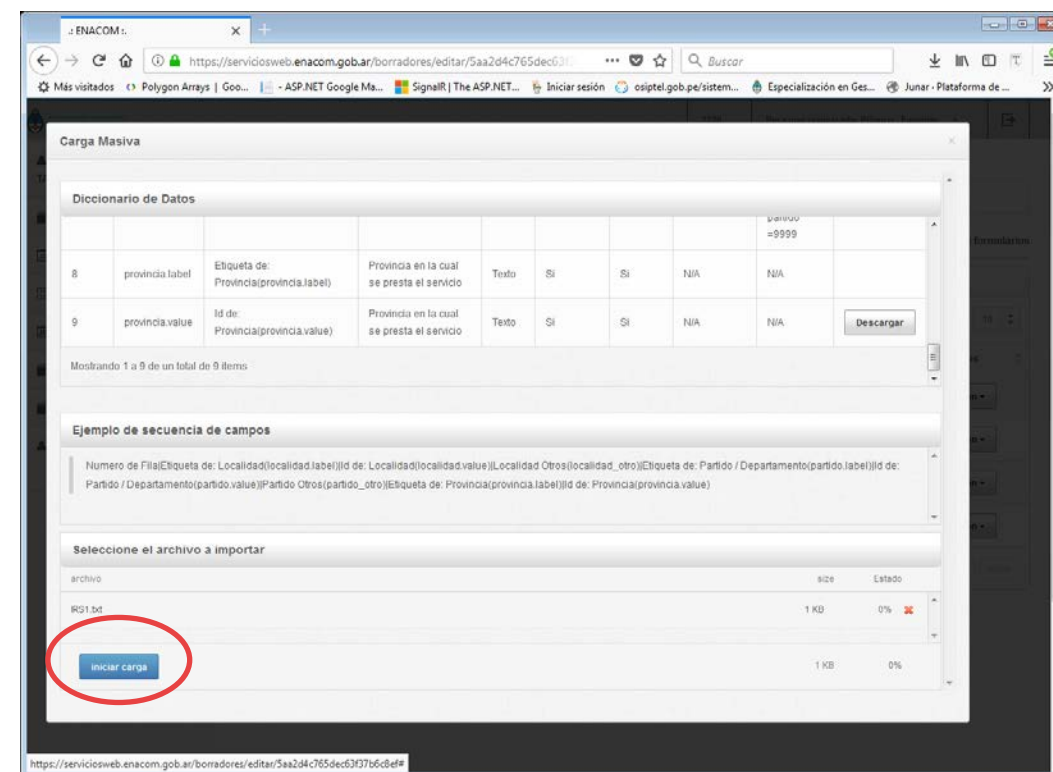 .: ENACOM :.
https://serviciosweb.enacom.gob.ar/borradores/editar/5aa2d4c765dec63f
Buscar
Más visitados Polygon Arrays | Goo... - ASP.NET Google Ma... SignalR | The ASP.NET... Iniciar sesión osiptel.gob.pe/sistem... Especialización en Ges... Junar · Plataforma de ...
Carga Masiva
Diccionario de Datos
partido
=9999
8 provincia.label Etiqueta de: Provincia(provincia.label) Provincia en la cual se presta el servicio Texto Si Si N/A N/A
9 provincia.value Id de: Provincia(provincia.value) Provincia en la cual se presta el servicio Texto Si Si N/A N/A Descargar
Mostrando 1 a 9 de un total de 9 items
Ejemplo de secuencia de campos
Numero de Fila|Etiqueta de: Localidad(localidad.label)|Id de: Localidad(localidad.value)|Localidad Otros(localidad_otro)|Etiqueta de: Partido / Departamento(partido.label)|Id de:
Partido / Departamento(partido.value)|Partido Otros(partido_otro)|Etiqueta de: Provincia(provincia.label)|Id de: Provincia(provincia.value)
Seleccione el archivo a importar
archivo size Estado
IRS1.txt 1 KB 0%
iniciar carga 1 KB 0%
https://serviciosweb.enacom.gob.ar/borradores/editar/5aa2d4c765dec63f37b6c8ef#